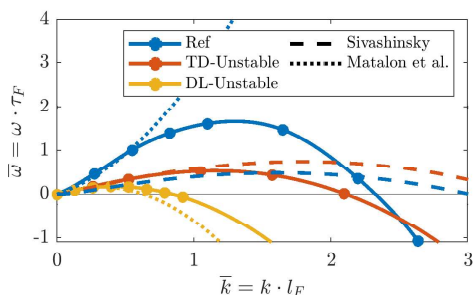 4
3
2
1
0
-1
0
1
2
3
ω̅ = ω · τ_F
k̅ = k · l_F
Ref
TD-Unstable
DL-Unstable
Sivashinsky
Matalon et al.